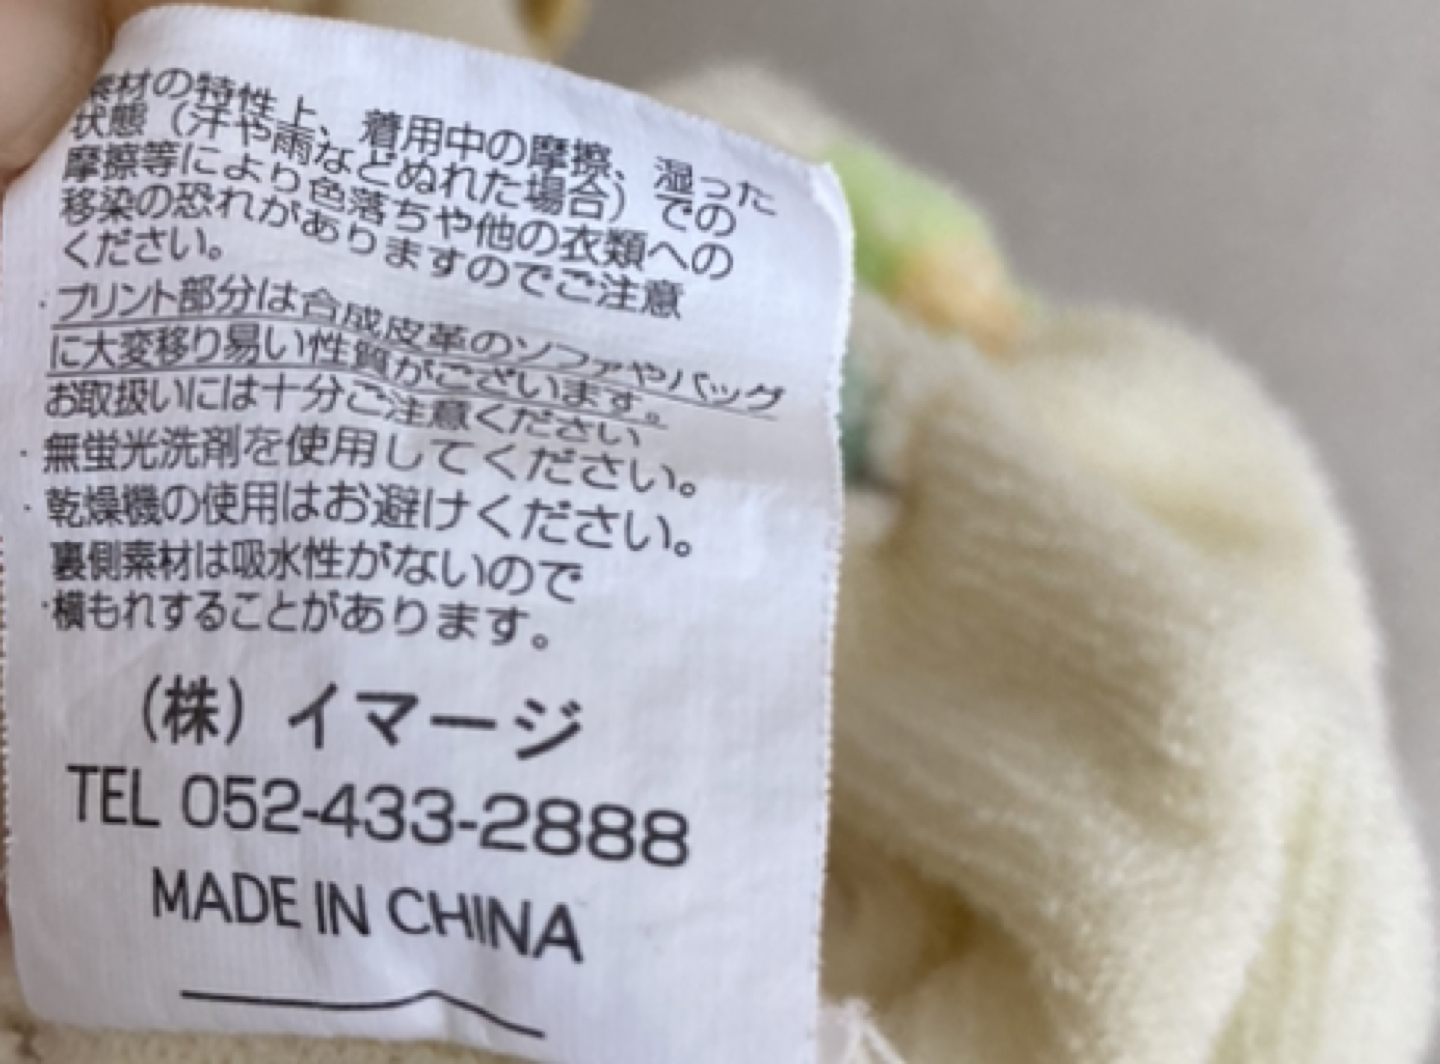 素材の特性上、着用中の摩擦、湿った
状態（汗や雨などぬれた場合）での
摩擦等により色落ちや他の衣類への
移染の恐れがありますのでご注意
ください。
・プリント部分は合成皮革のソファやバッグ
に大変移り易い性質がございます。
お取扱いには十分ご注意ください
・無蛍光洗剤を使用してください。
・乾燥機の使用はお避けください。
裏側素材は吸水性がないので
・横もれすることがあります。
（株）イマージ
TEL 052-433-2888
MADE IN CHINA